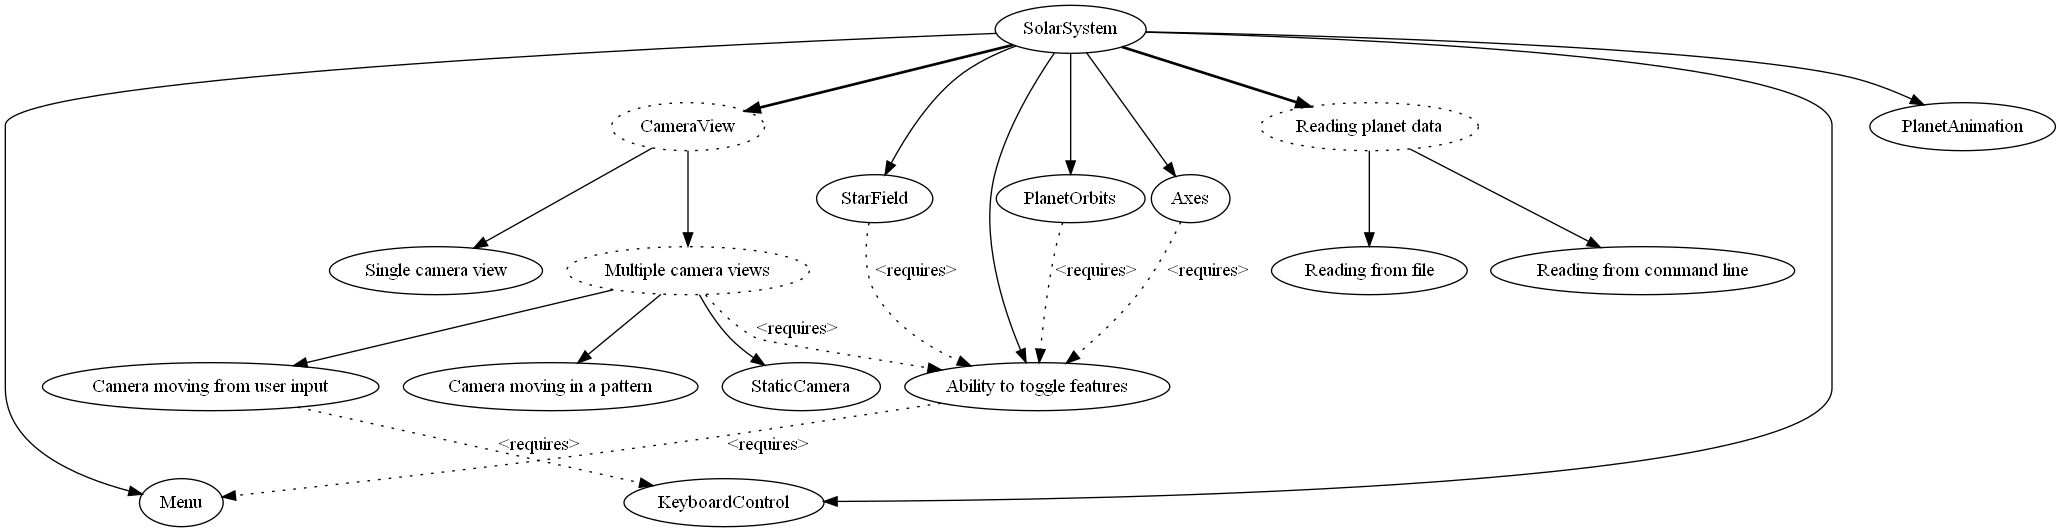 SolarSystem
CameraView
Reading planet data
PlanetAnimation
StarField
PlanetOrbits
Axes
Single camera view
Multiple camera views
<requires>
<requires>
<requires>
Reading from file
Reading from command line
<requires>
Camera moving from user input
Camera moving in a pattern
StaticCamera
Ability to toggle features
<requires>
<requires>
Menu
KeyboardControl